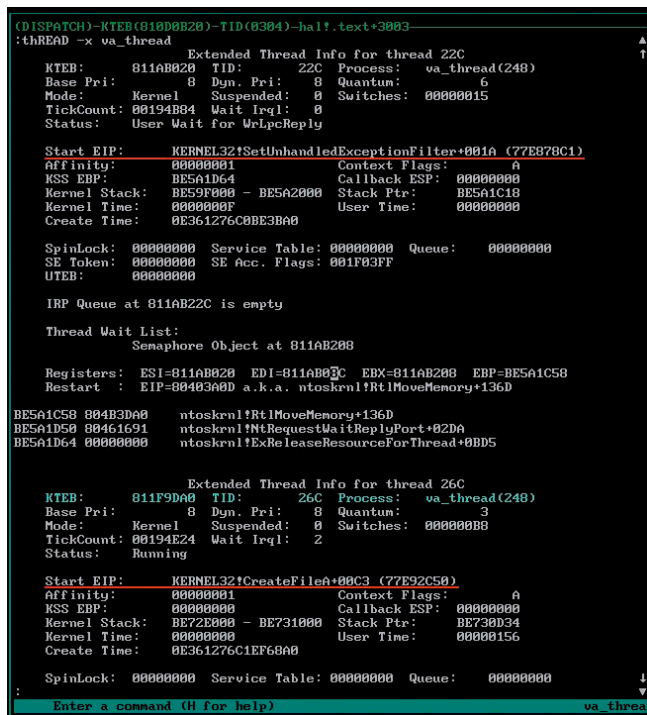 (DISPATCH)-KTEB(810D0B20)-TID(0304)-hal!.text+3003
:thREAD -x va_thread
Extended Thread Info for thread 22C
KTEB: 811AB020 TID: 22C Process: va_thread(248)
Base Pri: 8 Dyn. Pri: 8 Quantum: 6
Mode: Kernel Suspended: 0 Switches: 00000015
TickCount: 00194B84 Wait Irql: 0
Status: User Wait for WrLpcReply
Start EIP: KERNEL32!SetUnhandledExceptionFilter+001A (77E878C1)
Affinity: 00000001 Context Flags: A
KSS EBP: BE5A1D64 Callback ESP: 00000000
Kernel Stack: BE59F000 - BE5A2000 Stack Ptr: BE5A1C18
Kernel Time: 0000000F User Time: 00000000
Create Time: 0E361276C0BE3BA0
SpinLock: 00000000 Service Table: 00000000 Queue: 00000000
SE Token: 00000000 SE Acc. Flags: 001F03FF
UTEB: 00000000
IRP Queue at 811AB22C is empty
Thread Wait List:
Semaphore Object at 811AB208
Registers: ESI=811AB020 EDI=811AB08C EBX=811AB208 EBP=BE5A1C58
Restart : EIP=80403A0D a.k.a. ntoskrnl!RtlMoveMemory+136D
BE5A1C58 804B3DA0 ntoskrnl!RtlMoveMemory+136D
BE5A1D50 80461691 ntoskrnl!NtRequestWaitReplyPort+02DA
BE5A1D64 00000000 ntoskrnl!ExReleaseResourceForThread+0BD5
Extended Thread Info for thread 26C
KTEB: 811F9DA0 TID: 26C Process: va_thread(248)
Base Pri: 8 Dyn. Pri: 8 Quantum: 3
Mode: Kernel Suspended: 0 Switches: 000000B8
TickCount: 00194E24 Wait Irql: 2
Status: Running
Start EIP: KERNEL32!CreateFileA+00C3 (77E92C50)
Affinity: 00000001 Context Flags: A
KSS EBP: 00000000 Callback ESP: 00000000
Kernel Stack: BE72E000 - BE731000 Stack Ptr: BE730D34
Kernel Time: 00000000 User Time: 00000156
Create Time: 0E361276C1EF68A0
SpinLock: 00000000 Service Table: 00000000 Queue: 00000000
:
Enter a command (H for help) va_threa